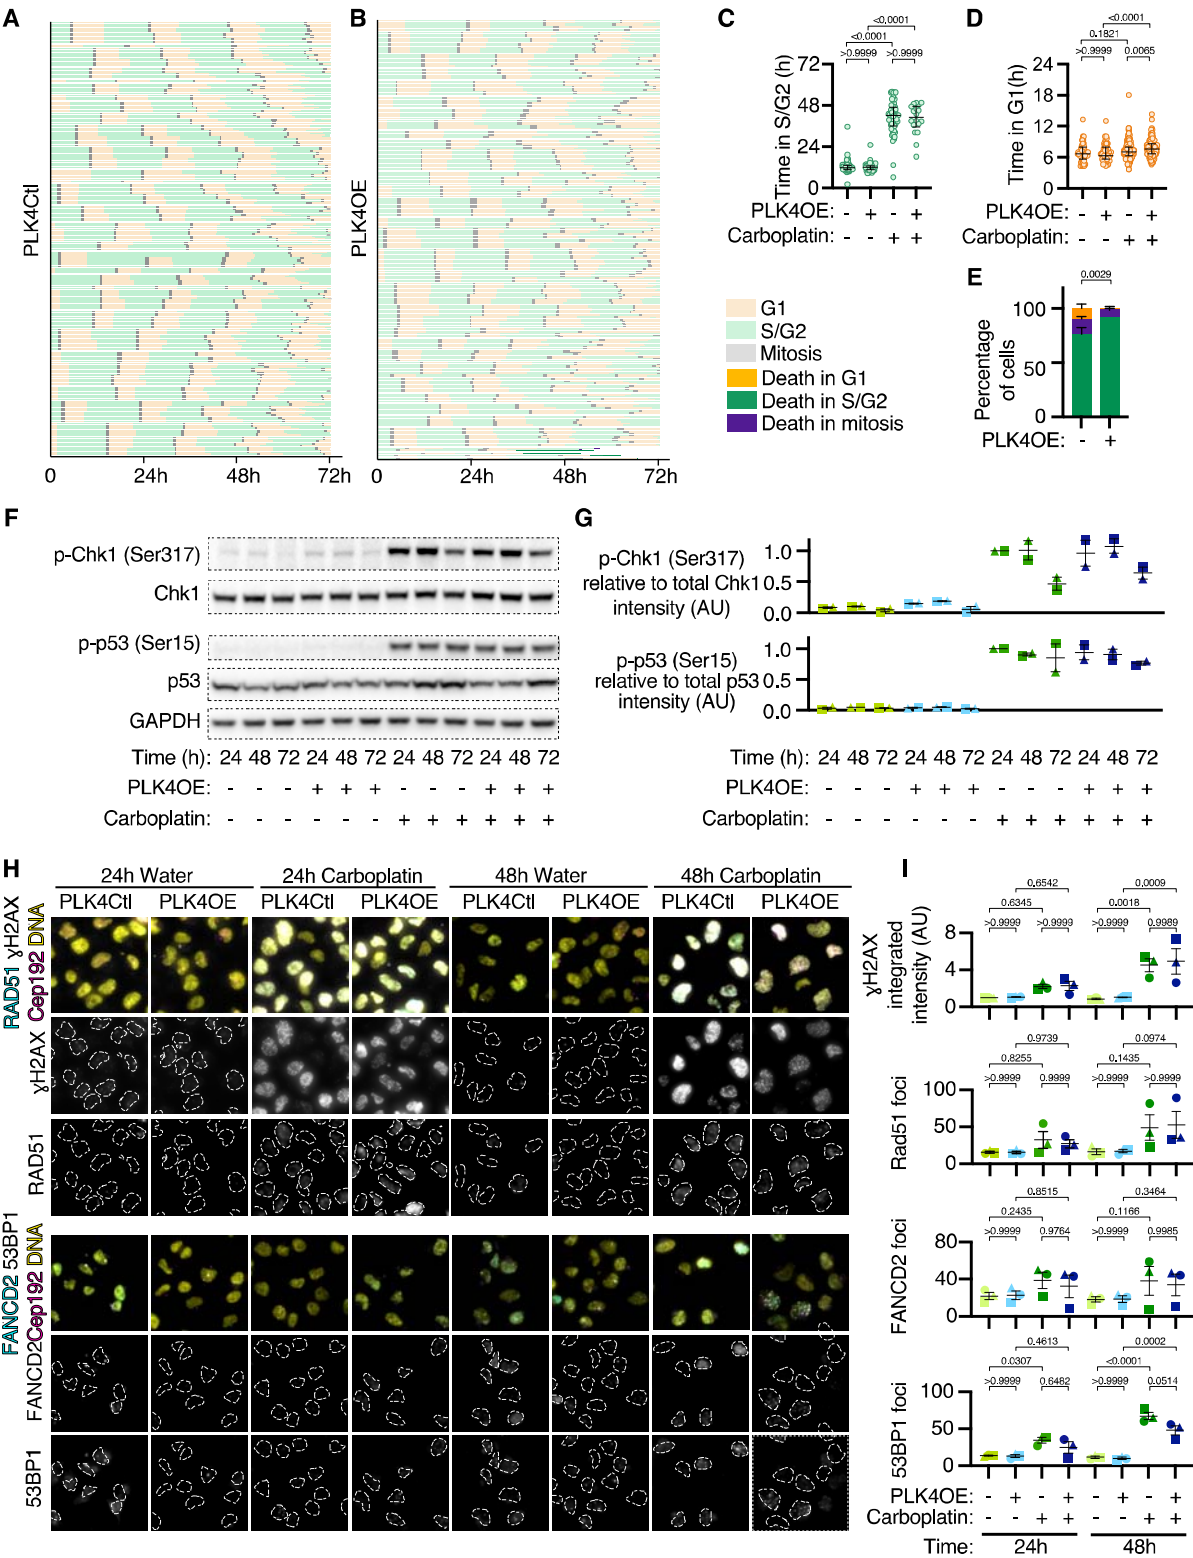 A
PLK4Ctl
0
24h
48h
72h
B
PLK4OE
0
24h
48h
72h
C
<0,0001
<0.0001
>0.9999
>0.9999
Time in S/G2 (h)
72
48
24
0
PLK4OE: - + - +
Carboplatin: - - + +
D
<0.0001
0.1821
>0.9999
0.0065
Time in G1(h)
24
18
12
6
0
PLK4OE: - + - +
Carboplatin: - - + +
G1
S/G2
Mitosis
Death in G1
Death in S/G2
Death in mitosis
E
0.0029
Percentage of cells
100
50
0
PLK4OE: - +
F
p-Chk1 (Ser317)
Chk1
p-p53 (Ser15)
p53
GAPDH
Time (h): 24 48 72 24 48 72 24 48 72 24 48 72
PLK4OE: - - - + + + - - - + + +
Carboplatin: - - - - - - + + + + + +
G
p-Chk1 (Ser317)
relative to total Chk1
intensity (AU)
1.0
0.5
0.0
p-p53 (Ser15)
relative to total p53
intensity (AU)
1.0
0.5
0.0
Time (h): 24 48 72 24 48 72 24 48 72 24 48 72
PLK4OE: - - - + + + - - - + + +
Carboplatin: - - - - - - + + + + + +
H
24h Water
24h Carboplatin
48h Water
48h Carboplatin
PLK4Ctl PLK4OE PLK4Ctl PLK4OE PLK4Ctl PLK4OE PLK4Ctl PLK4OE
RAD51 γH2AX
Cep192 DNA
γH2AX
RAD51
FANCD2 53BP1
Cep192 DNA
FANCD2
53BP1
I
0.6542
0.0009
0.6345
0.0018
>0.9999
>0.9999
>0.9999
0.9989
γH2AX
integrated
intensity (AU)
8
4
0
0.9739
0.0974
0.8255
0.1435
>0.9999
0.9999
>0.9999
>0.9999
Rad51 foci
100
50
0
0.8515
0.3464
0.2435
0.1166
>0.9999
0.9764
>0.9999
0.9985
FANCD2 foci
80
40
0
0.4613
0.0002
0.0307
<0.0001
>0.9999
0.6482
>0.9999
0.0514
53BP1 foci
100
50
0
PLK4OE: - + - + - + - +
Carboplatin: - - + + - - + +
Time: 24h 48h